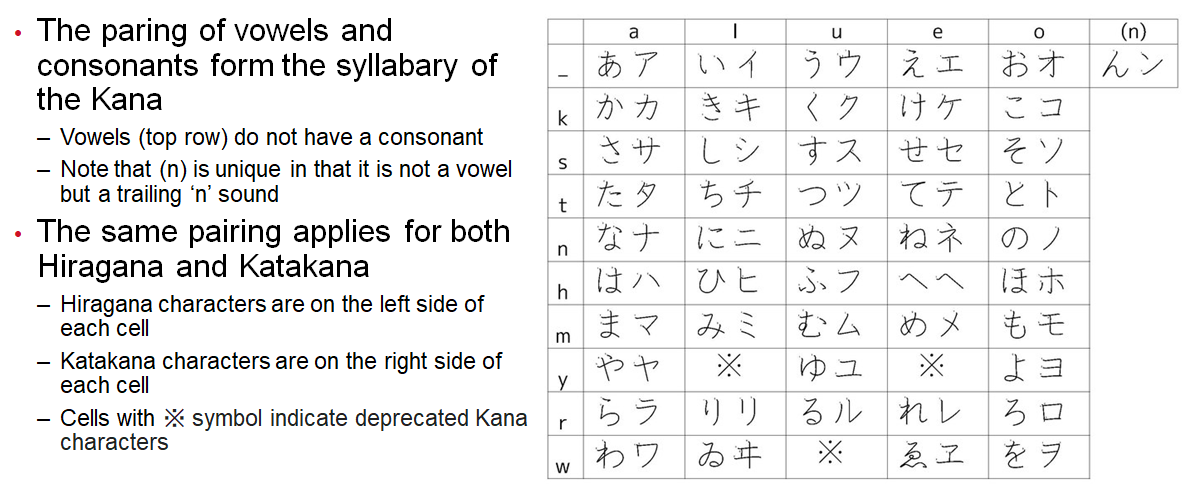 • The paring of vowels and
consonants form the syllabary of
the Kana
– Vowels (top row) do not have a consonant
– Note that (n) is unique in that it is not a vowel
but a trailing ‘n’ sound
• The same pairing applies for both
Hiragana and Katakana
– Hiragana characters are on the left side of
each cell
– Katakana characters are on the right side of
each cell
– Cells with ※ symbol indicate deprecated Kana
characters
a I u e o (n)
_ あア いイ うウ えエ おオ んン
k かカ きキ くク けケ こコ
s さサ しシ すス せセ そソ
t たタ ちチ つツ てテ とト
n なナ にニ ぬヌ ねネ のノ
h はハ ひヒ ふフ へヘ ほホ
m まマ みミ むム めメ もモ
y やヤ ※ ゆユ ※ よヨ
r らラ りリ るル れレ ろロ
w わワ ゐヰ ※ ゑヱ をヲ